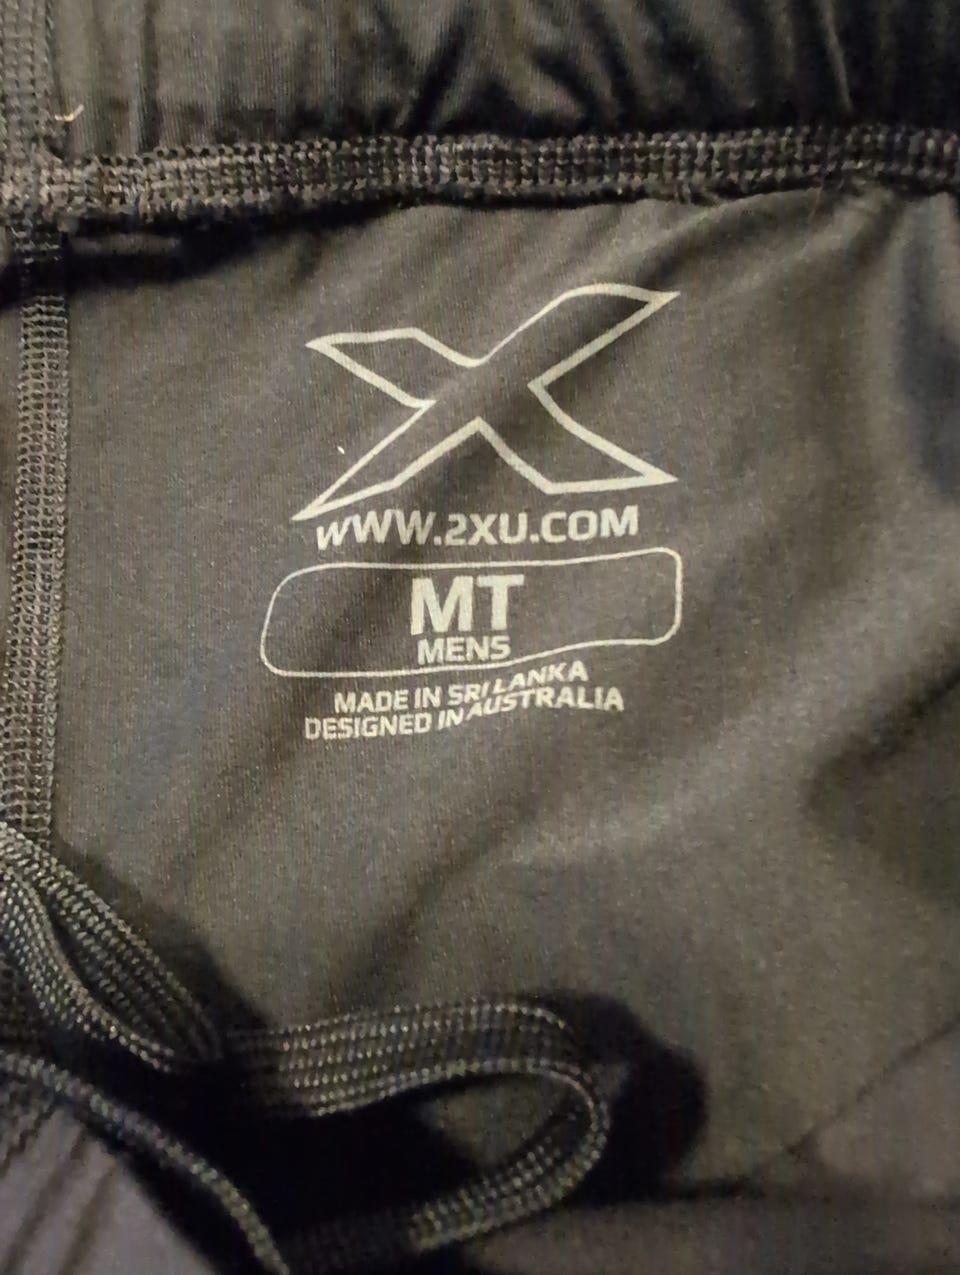 X
WWW.2XU.COM
MT
MENS
MADE IN SRI LANKA
DESIGNED IN AUSTRALIA